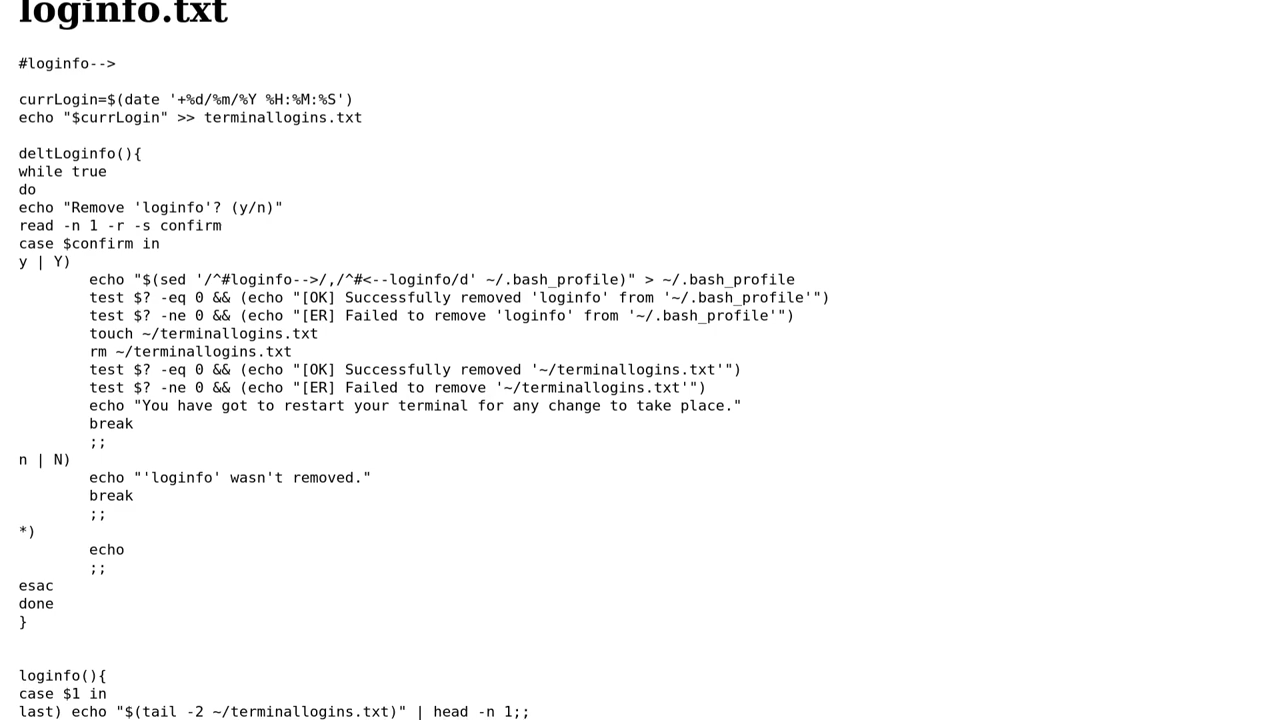 loginfo.txt
#loginfo-->
currLogin=$(date '+%d/%m/%Y %H:%M:%S')
echo "$currLogin" >> terminallogins.txt
deltLoginfo(){
while true
do
echo "Remove 'loginfo'? (y/n)"
read -n 1 -r -s confirm
case $confirm in
y | Y)
echo "$(sed '/^#loginfo-->/,/^#<--loginfo/d' ~/.bash_profile)" > ~/.bash_profile
test $? -eq 0 && (echo "[OK] Successfully removed 'loginfo' from '~/.bash_profile'")
test $? -ne 0 && (echo "[ER] Failed to remove 'loginfo' from '~/.bash_profile'")
touch ~/terminallogins.txt
rm ~/terminallogins.txt
test $? -eq 0 && (echo "[OK] Successfully removed '~/terminallogins.txt'")
test $? -ne 0 && (echo "[ER] Failed to remove '~/terminallogins.txt'")
echo "You have got to restart your terminal for any change to take place."
break
;;
n | N)
echo "'loginfo' wasn't removed."
break
;;
*)
echo
;;
esac
done
}
loginfo(){
case $1 in
last) echo "$(tail -2 ~/terminallogins.txt)" | head -n 1;;